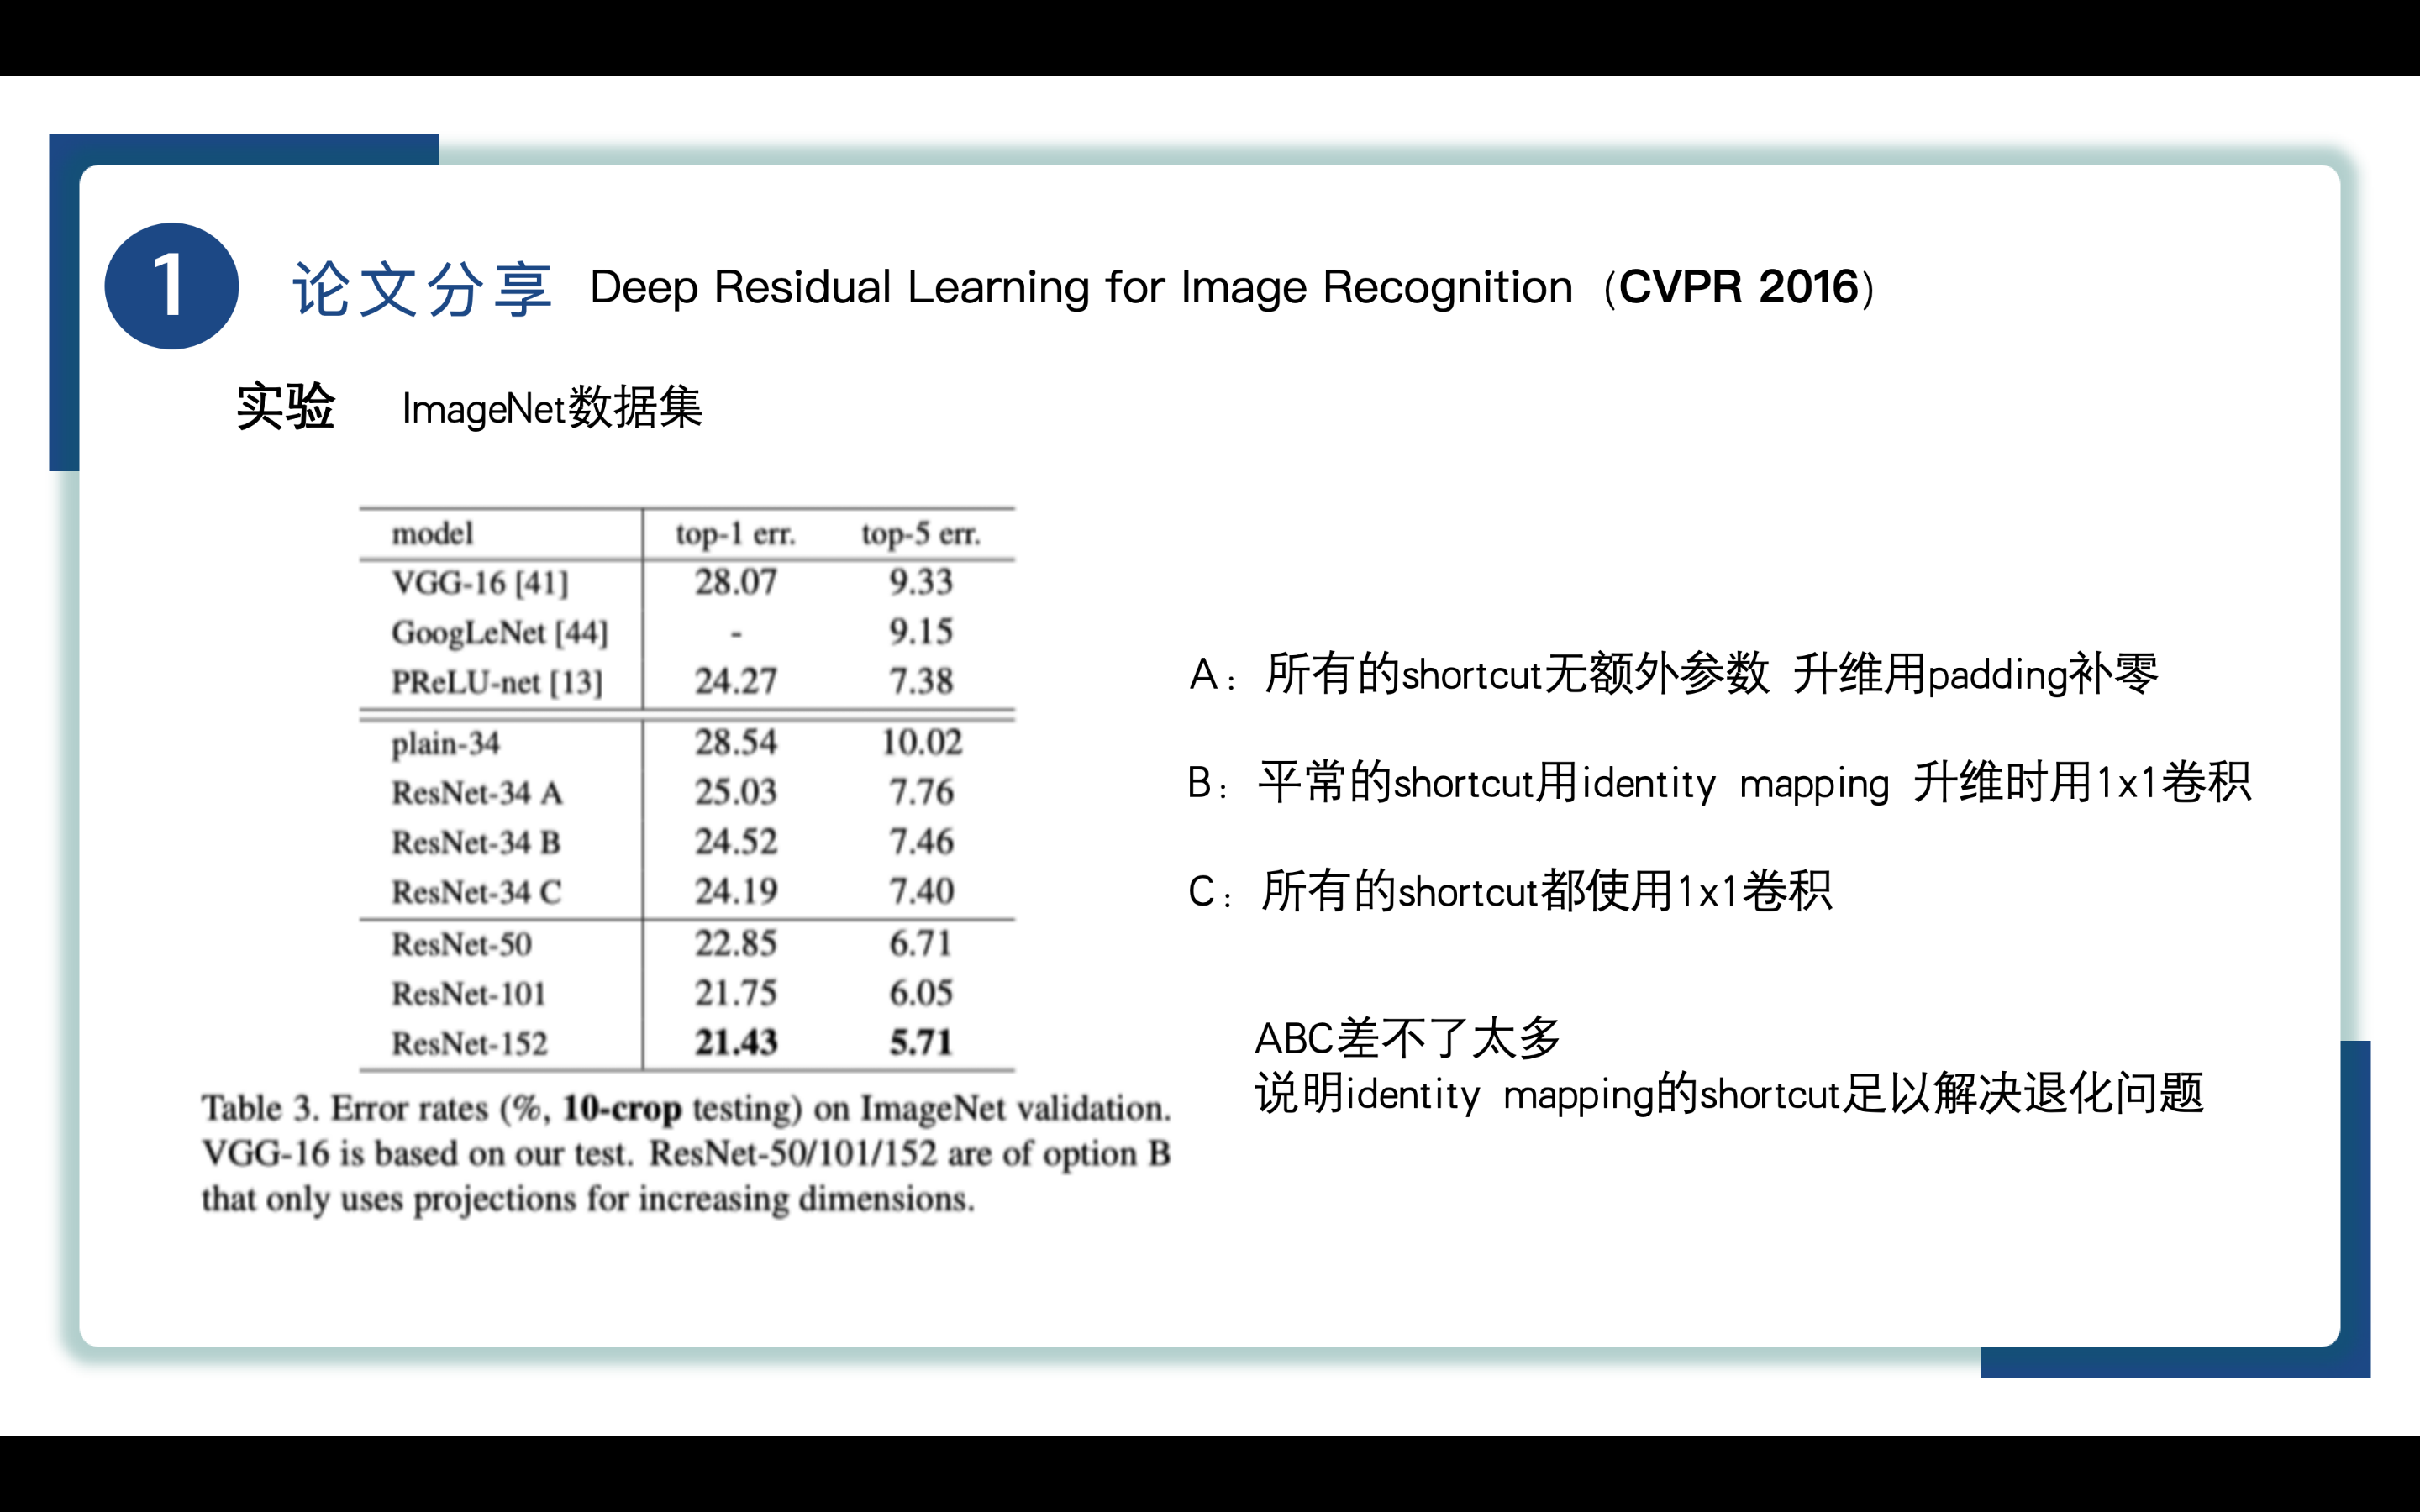 1
论文分享 Deep Residual Learning for Image Recognition（CVPR 2016）
实验 ImageNet数据集
model top-1 err. top-5 err.
VGG-16 [41] 28.07 9.33
GoogLeNet [44] - 9.15
PReLU-net [13] 24.27 7.38
plain-34 28.54 10.02
ResNet-34 A 25.03 7.76
ResNet-34 B 24.52 7.46
ResNet-34 C 24.19 7.40
ResNet-50 22.85 6.71
ResNet-101 21.75 6.05
ResNet-152 21.43 5.71
Table 3. Error rates (%, 10-crop testing) on ImageNet validation.
VGG-16 is based on our test. ResNet-50/101/152 are of option B
that only uses projections for increasing dimensions.
A：所有的shortcut无额外参数 升维用padding补零
B：平常的shortcut用identity mapping 升维时用1x1卷积
C：所有的shortcut都使用1x1卷积
ABC差不了太多
说明identity mapping的shortcut足以解决退化问题